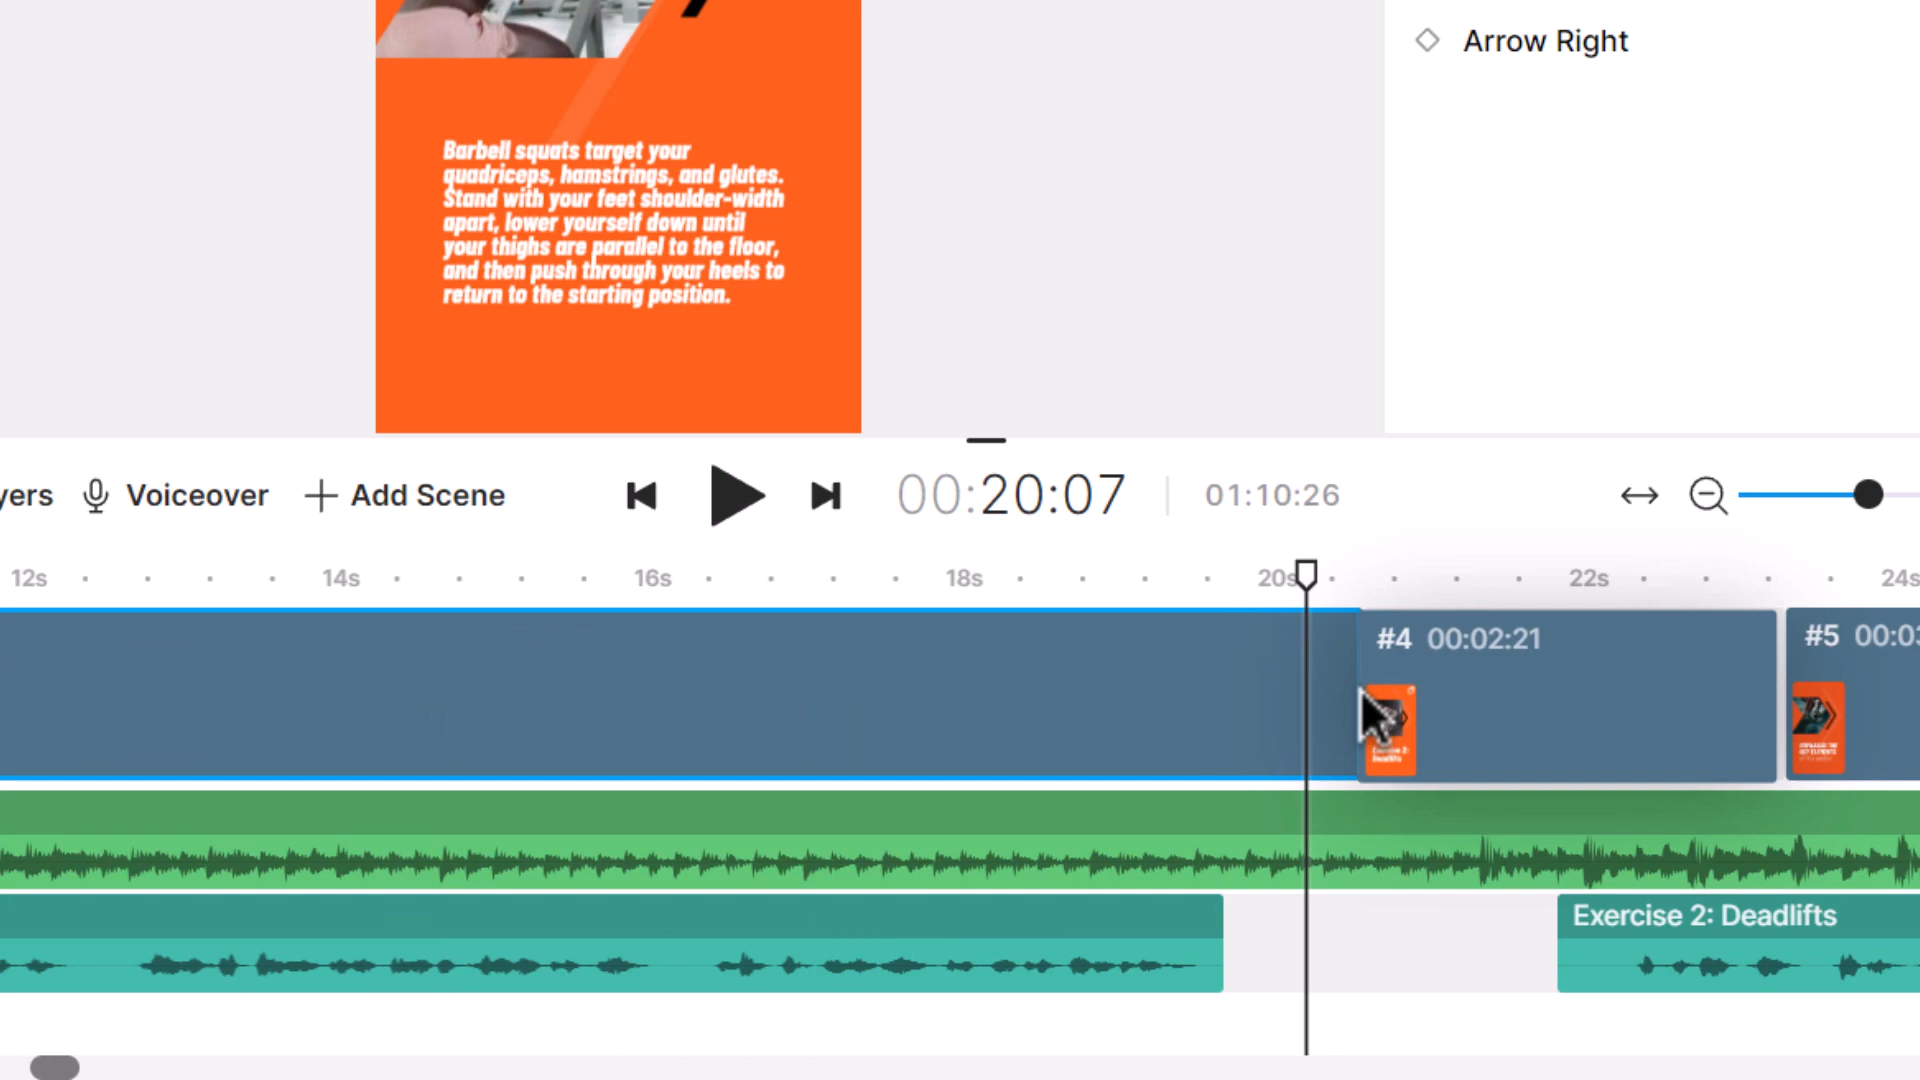 Arrow Right
Barbell squats target your
quadriceps, hamstrings, and glutes.
Stand with your feet shoulder-width
apart, lower yourself down until
your thighs are parallel to the floor,
and then push through your heels to
return to the starting position.
yers Voiceover + Add Scene 00:20:07 01:10:26
12s 14s 16s 18s 20s 22s 24s
#4 00:02:21 #5 00:03
Deadlifts
Exercise 2: Deadlifts